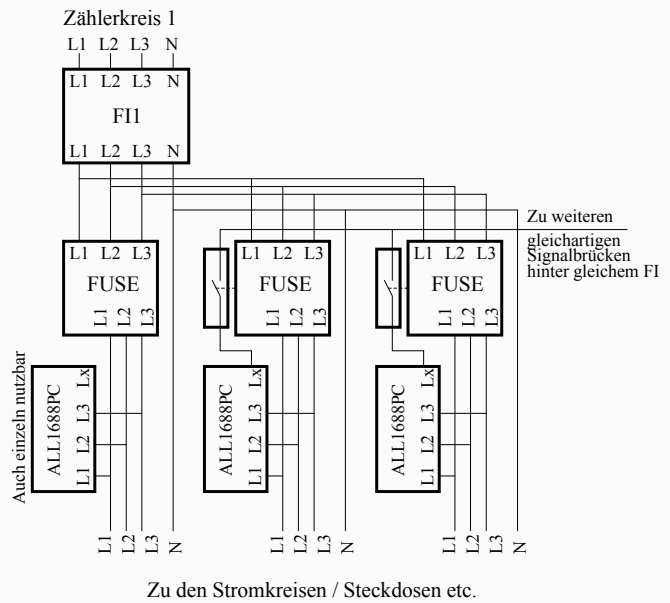 Zählerkreis 1
L1 L2 L3 N
L1 L2 L3 N
FI1
L1 L2 L3 N
Zu weiteren
gleichartigen
Signalbrücken
hinter gleichem FI
L1 L2 L3
FUSE
L1 L2 L3
L1 L2 L3
FUSE
L1 L2 L3
L1 L2 L3
FUSE
L1 L2 L3
Auch einzeln nutzbar
ALL1688PC
L1 L2 L3 Lx
ALL1688PC
L1 L2 L3 Lx
ALL1688PC
L1 L2 L3 Lx
L1 L2 L3 N
L1 L2 L3 N
L1 L2 L3 N
Zu den Stromkreisen / Steckdosen etc.